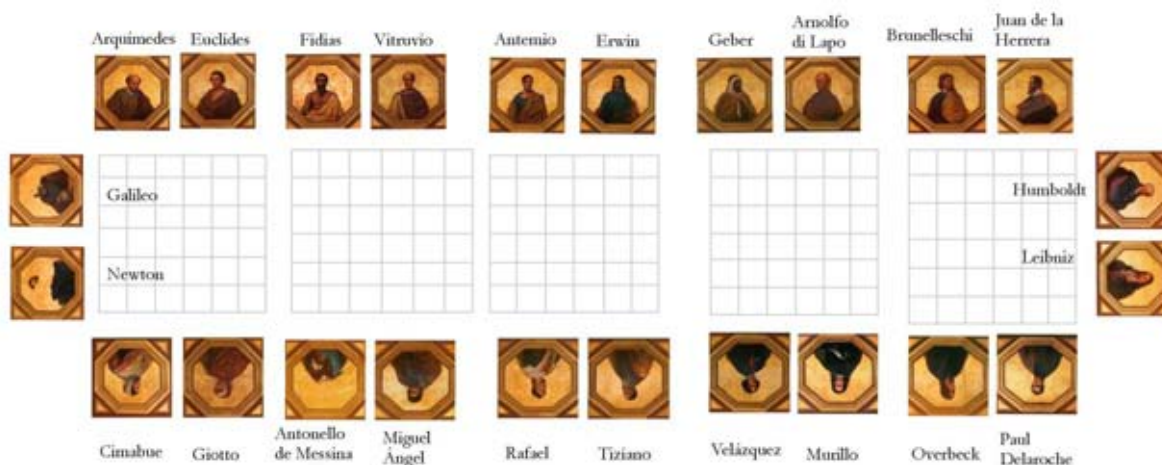 Arquímedes
Euclides
Fidias
Vitruvio
Antemio
Erwin
Geber
Arnolfo
di Lapo
Brunelleschi
Juan de la
Herrera
Galileo
Humboldt
Newton
Leibniz
Cimabue
Giotto
Antonello
de Messina
Miguel
Ángel
Rafael
Tiziano
Velázquez
Murillo
Overbeck
Paul
Delaroche